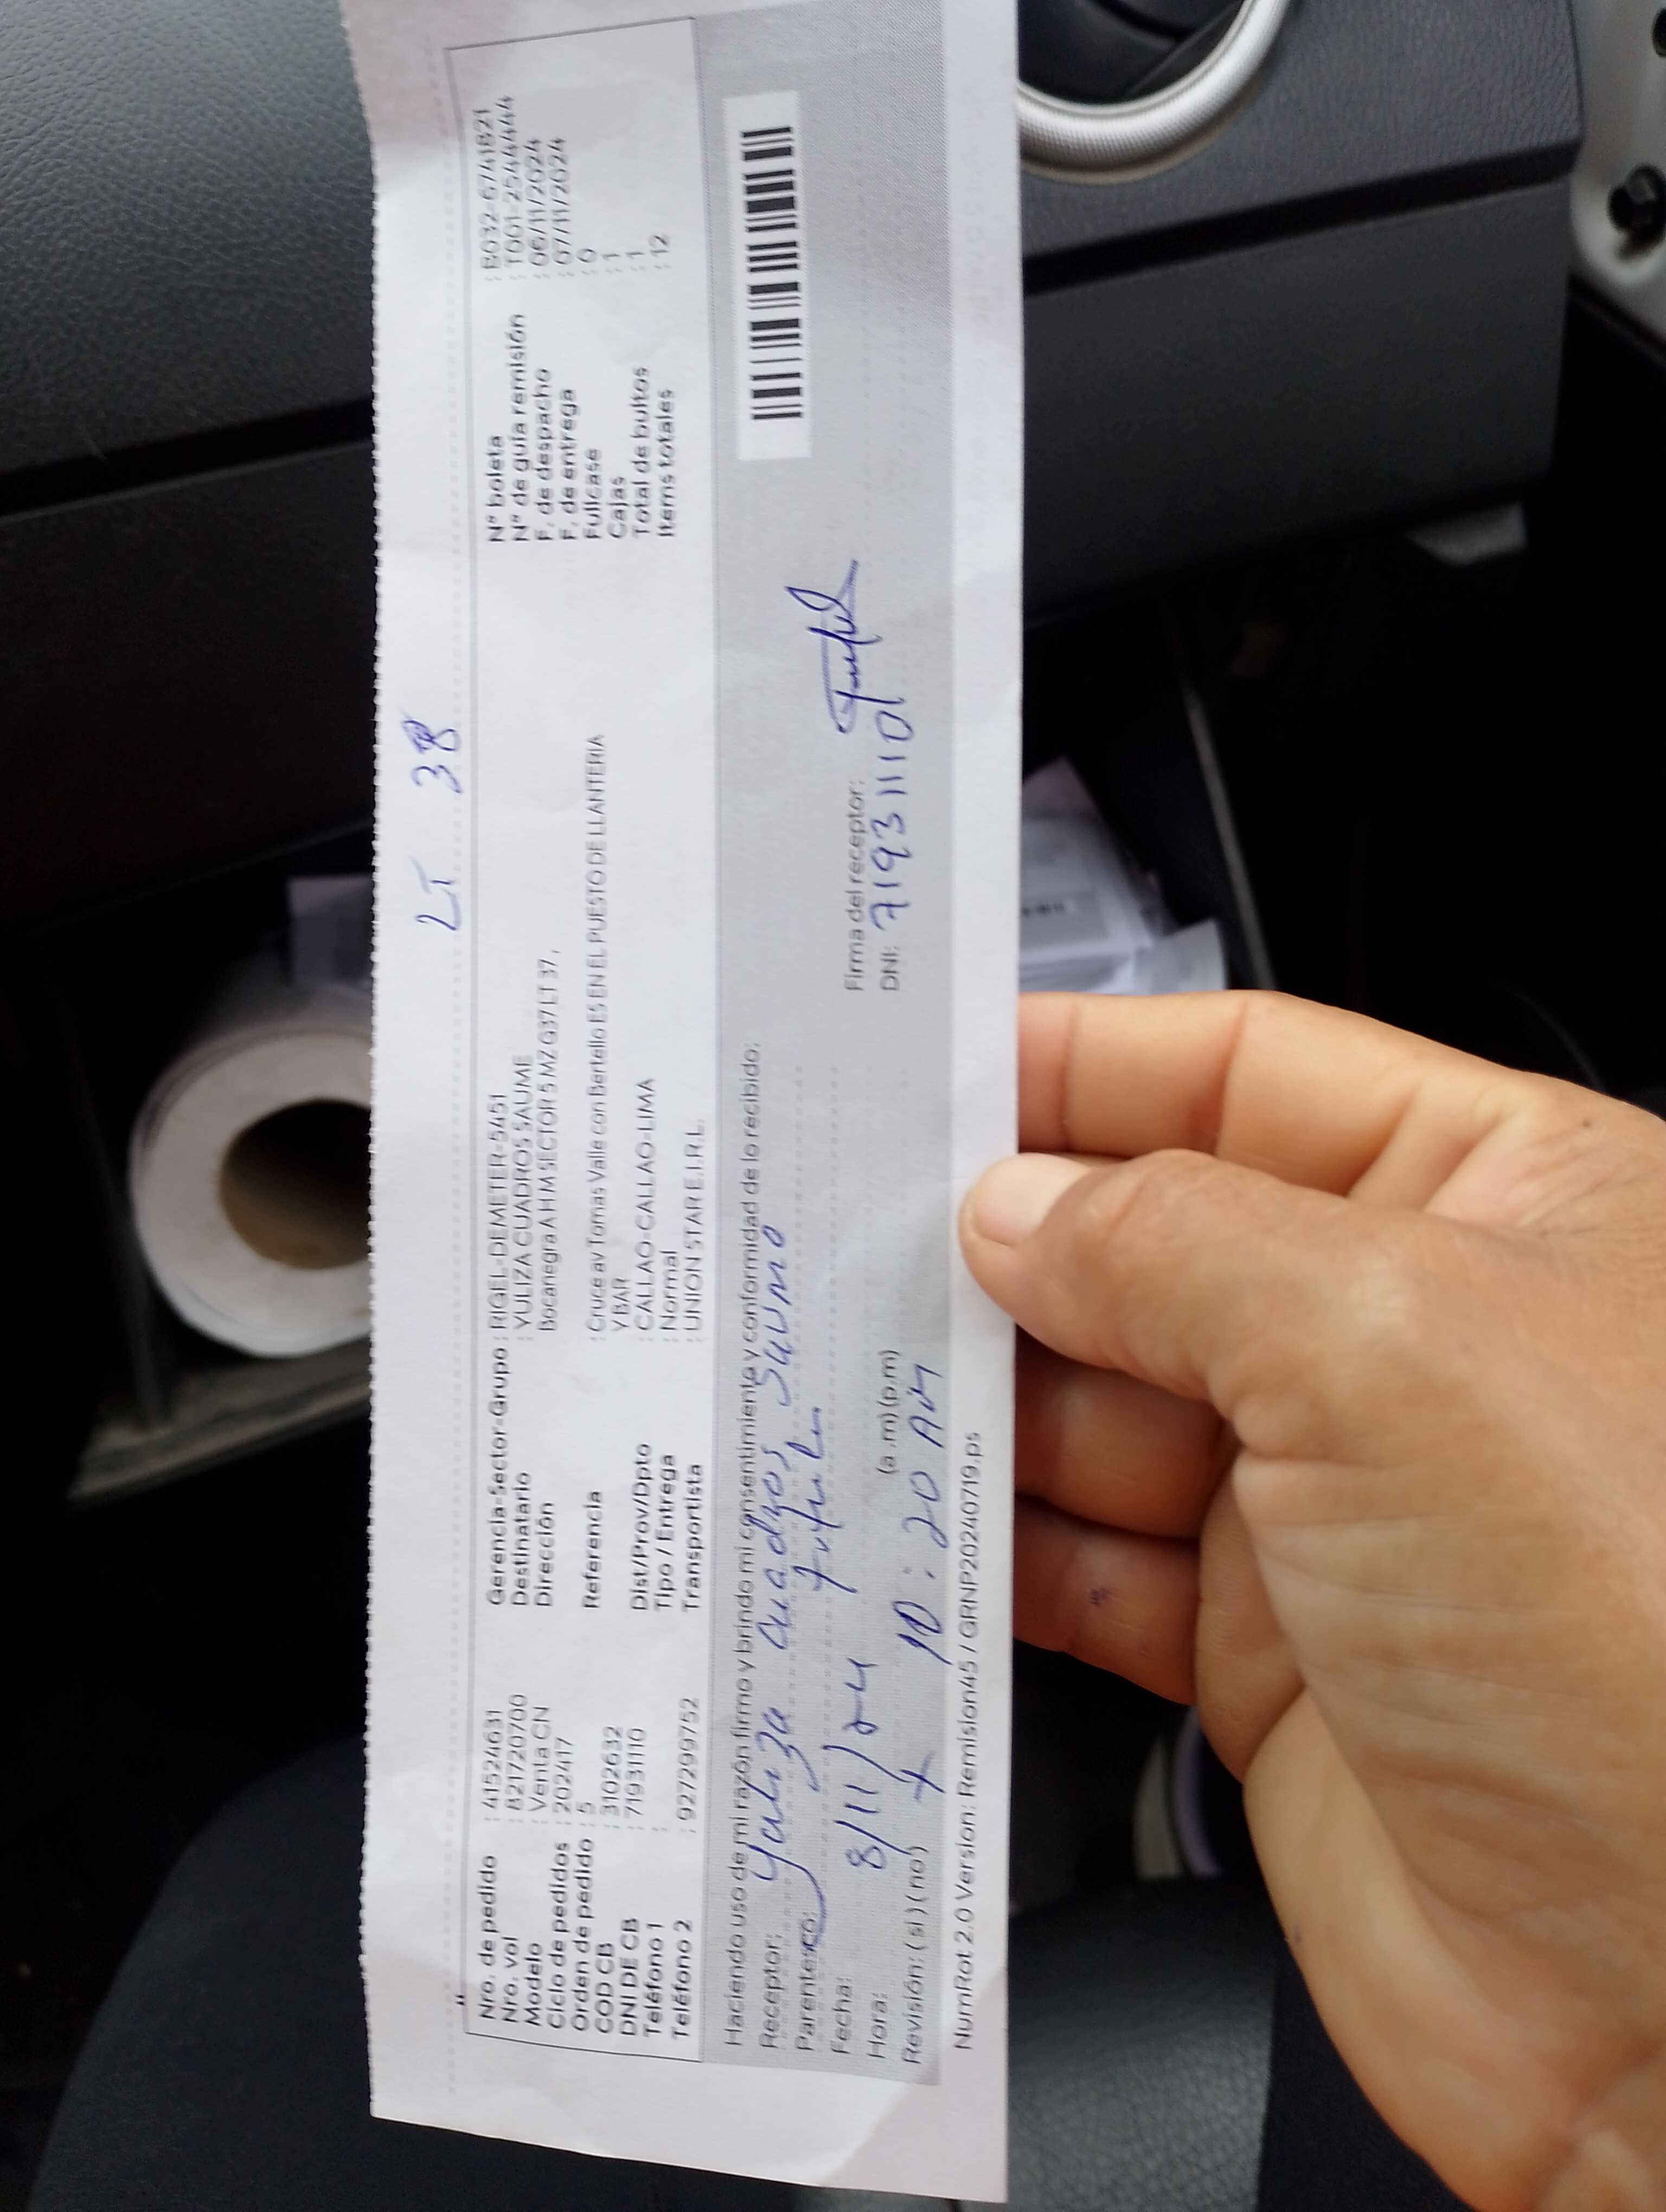 LT 38
Nro. de pedido : 41524631
Nro. vol : 821720700
Modelo : Venta CN
Ciclo de pedidos : 202417
Orden de pedido : 5
COD CB : 3102632
DNI DE CB : 71931110
Teléfono 1 :
Teléfono 2 : 927299752
Gerencia-Sector-Grupo : RIGEL-DEMETER-5451
Destinatario : YULIZA CUADROS SAUME
Dirección Bocanegra A H M SECTOR 5 MZ G37 LT 37,
Referencia : Cruce av Tomas Valle con Bertello ES EN EL PUESTO DE LLANTERIA
Y BAR
Dist/Prov/Dpto : CALLAO-CALLAO-LIMA
Tipo / Entrega : Normal
Transportista : UNION STAR E.I.R.L.
N° boleta : B032-6741821
N° de guía remisión : T001-2544444
F. de despacho : 06/11/2024
F. de entrega : 07/11/2024
Fullcase : 0
Cajas : 1
Total de bultos : 1
Items totales : 12
Haciendo uso de mi razón firmo y brindo mi consentimiento y conformidad de lo recibido:
Receptor: Yuliza Cuadros Saume
Parentesco:
Fecha: 8/11/24
Hora: 10:20 AM (a.m) (p.m)
Revisión: (si) (no) X
Firma del receptor:
DNI: 71931110
NumRot 2.0 Version: Remision45 / GRNP20240719.ps